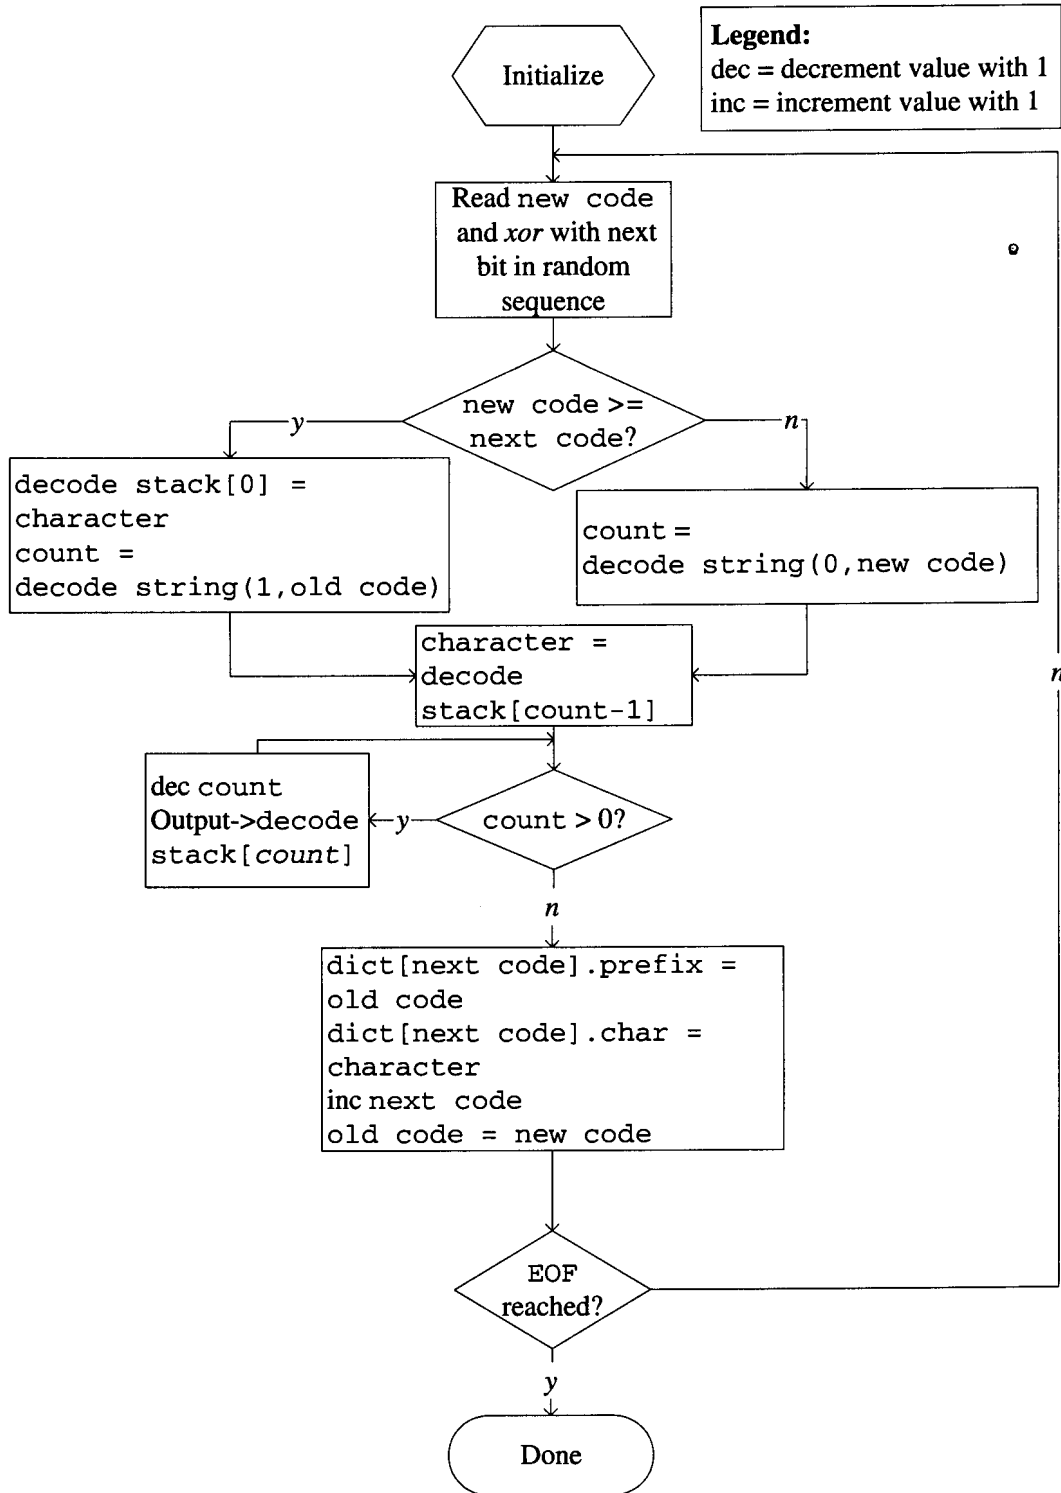 Initialize
Legend:
dec = decrement value with 1
inc = increment value with 1
Read new code
and xor with next
bit in random
sequence
new code >=
next code?
y
n
decode stack[0] =
character
count =
decode string(1,old code)
count =
decode string(0,new code)
character =
decode
stack[count-1]
n
dec count
Output->decode
stack[count]
y
count > 0?
n
dict[next code].prefix =
old code
dict[next code].char =
character
inc next code
old code = new code
EOF
reached?
y
Done